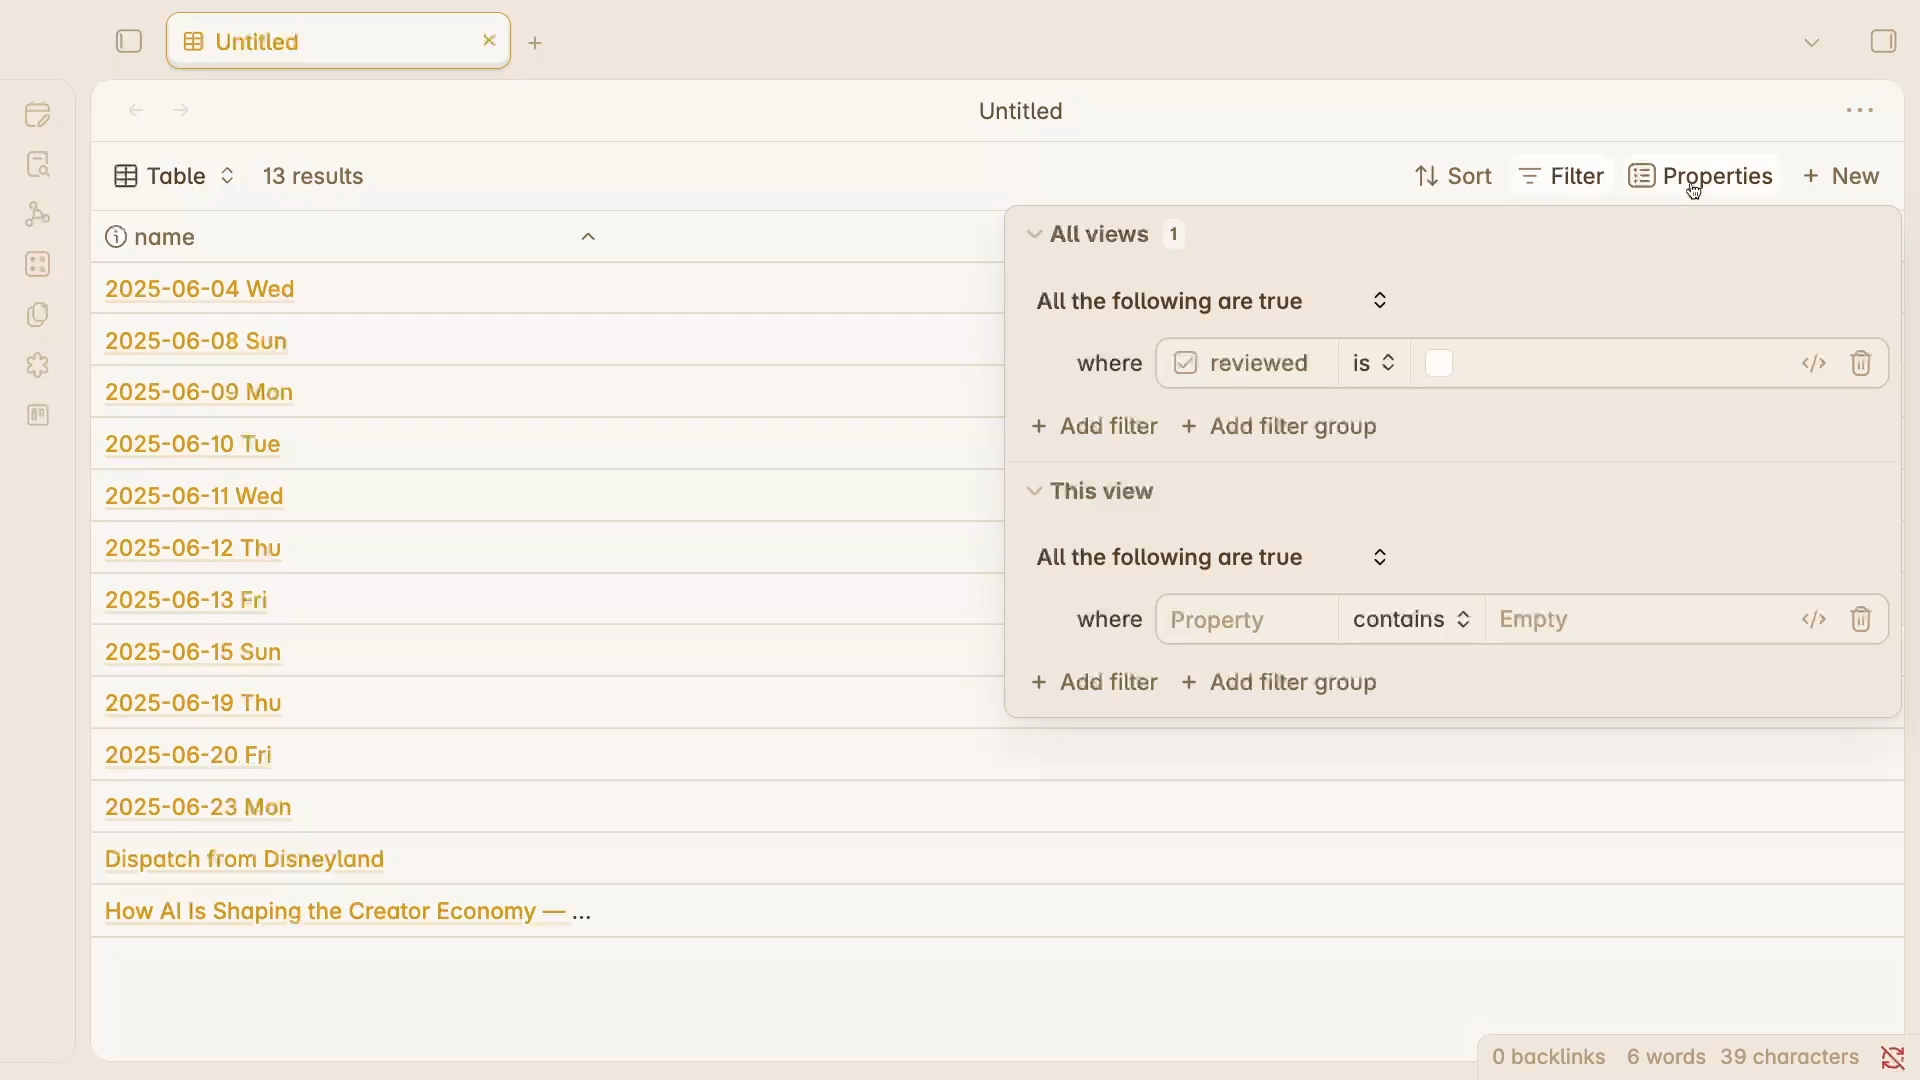 Untitled
Untitled
Table 13 results Sort Filter Properties + New
name
2025-06-04 Wed
2025-06-08 Sun
2025-06-09 Mon
2025-06-10 Tue
2025-06-11 Wed
2025-06-12 Thu
2025-06-13 Fri
2025-06-15 Sun
2025-06-19 Thu
2025-06-20 Fri
2025-06-23 Mon
Dispatch from Disneyland
How AI Is Shaping the Creator Economy — ...
All views 1
All the following are true
where reviewed is </>
+ Add filter + Add filter group
This view
All the following are true
where Property contains Empty </>
+ Add filter + Add filter group
0 backlinks 6 words 39 characters